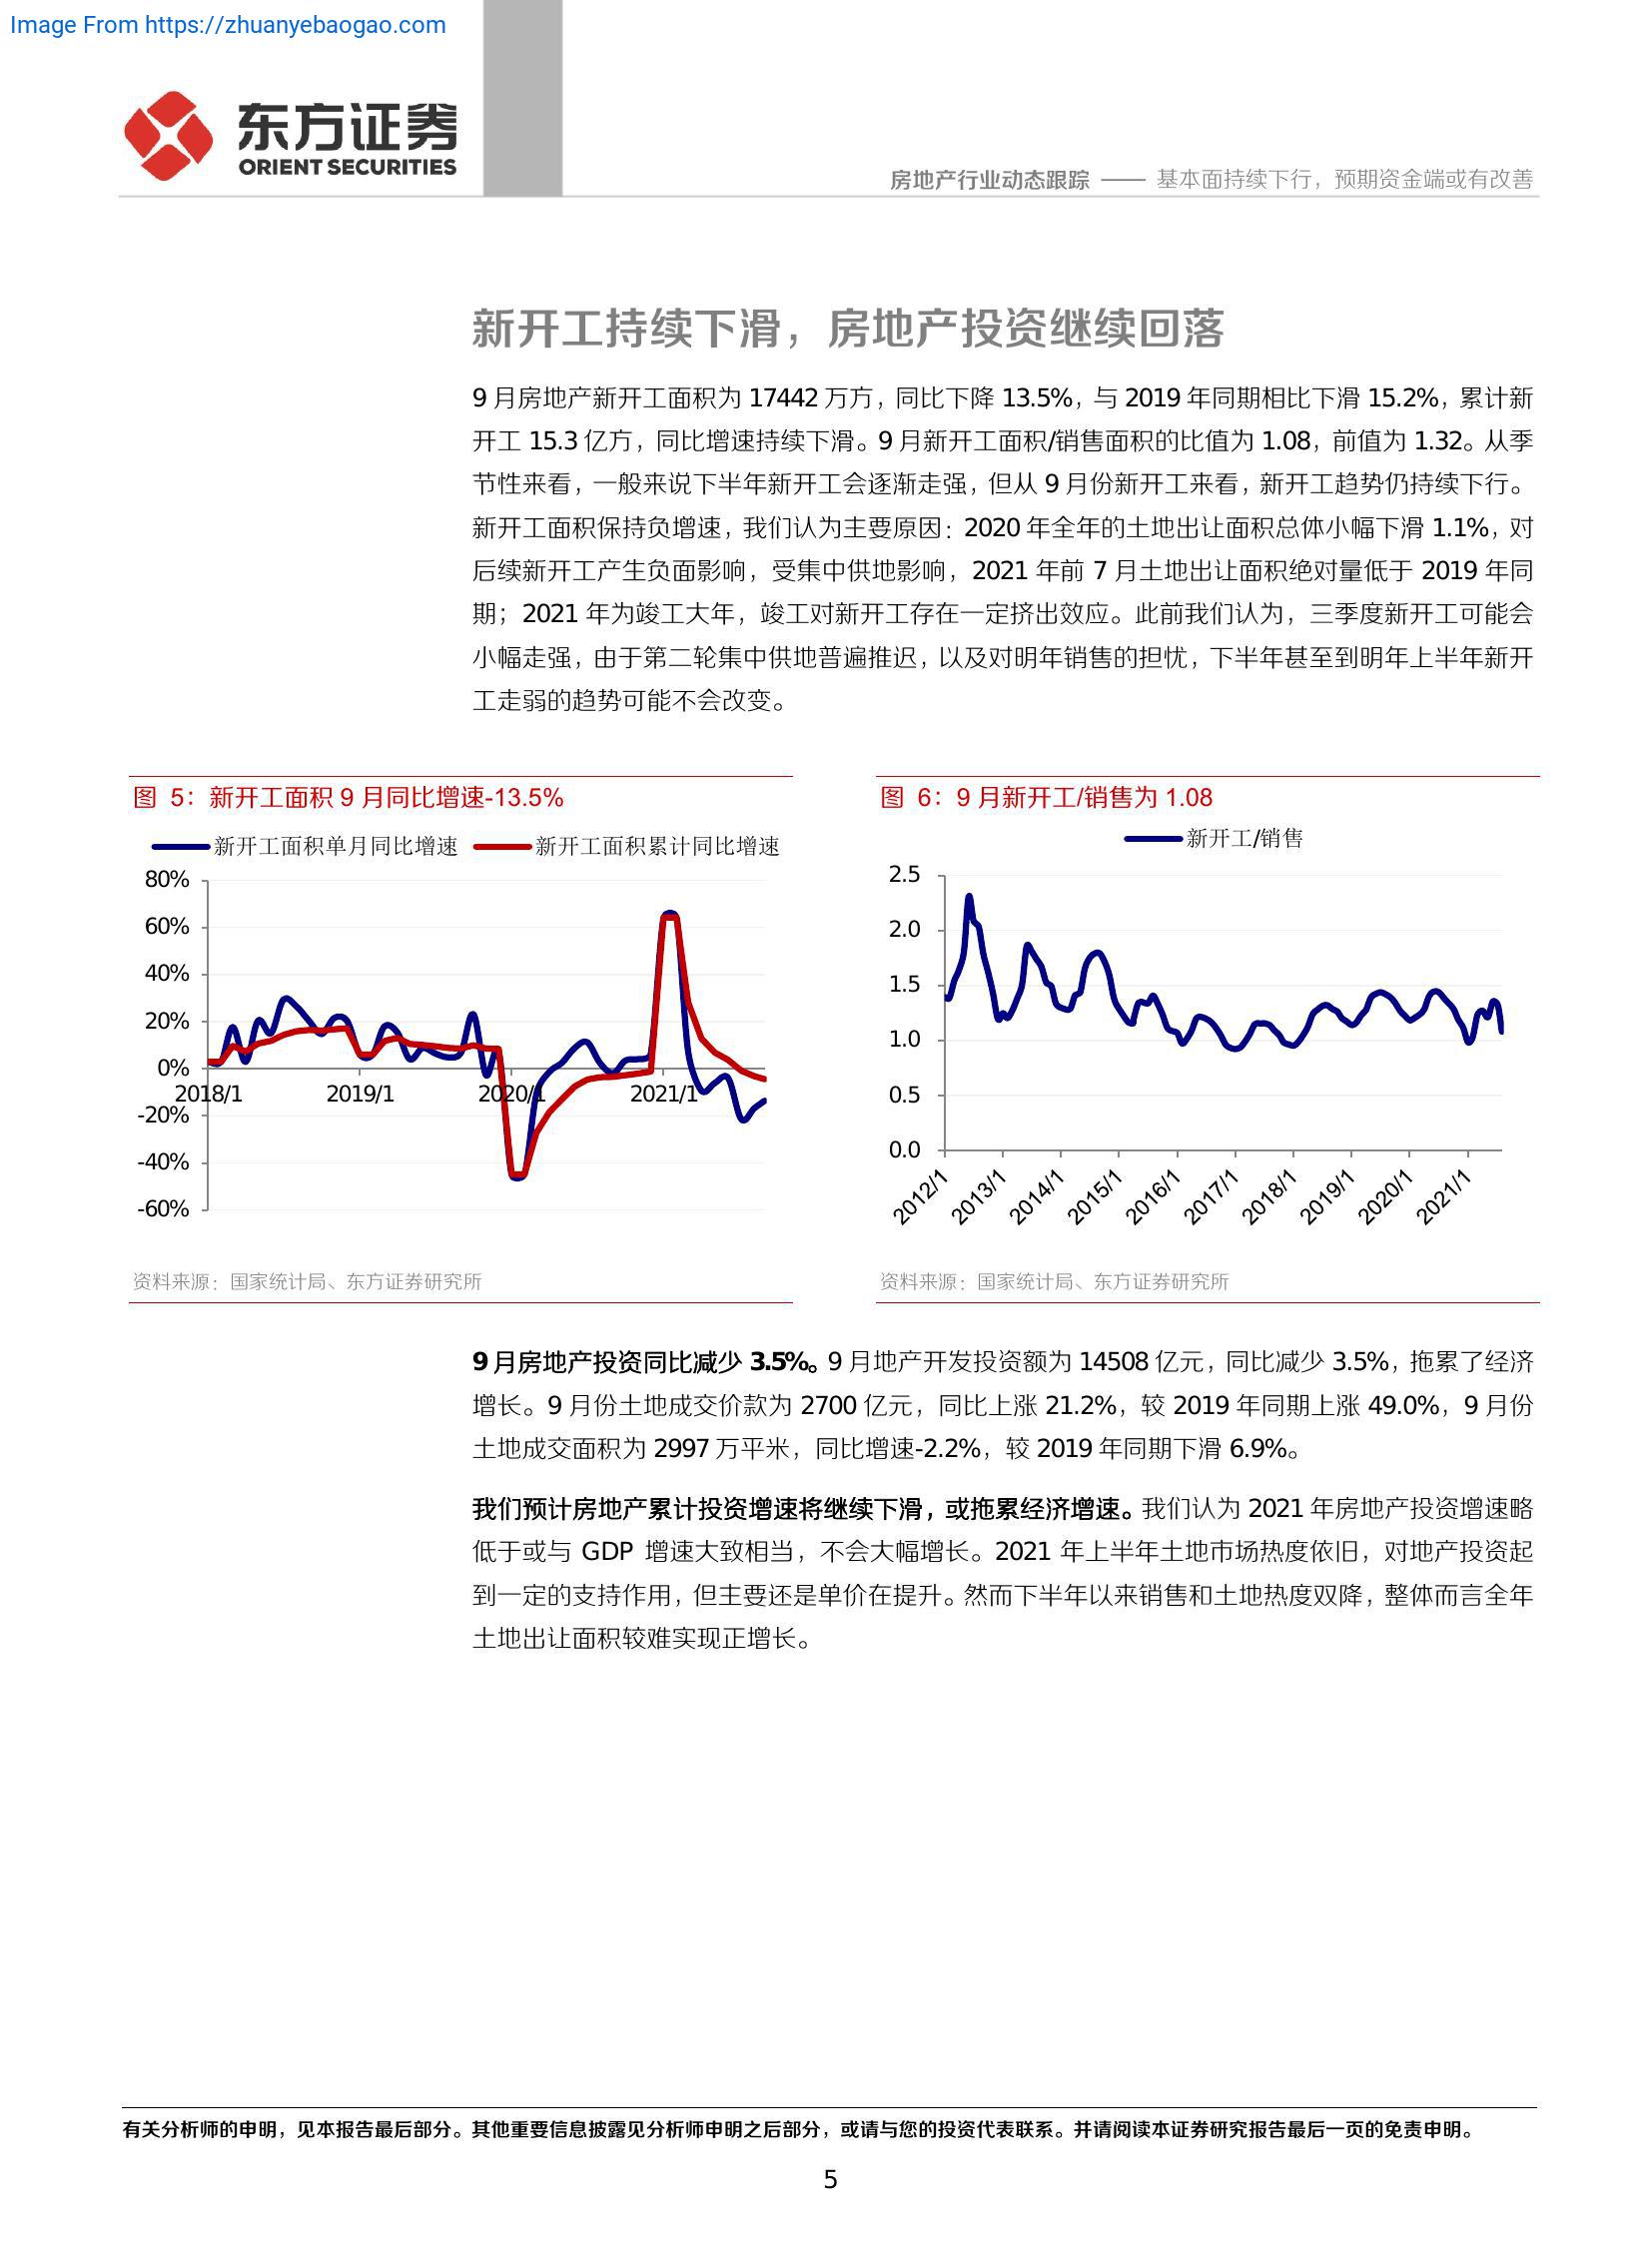 Image From https://zhuanyebaogao.com
东方证券
ORIENT SECURITIES
房地产行业动态跟踪 —— 基本面持续下行，预期资金端或有改善
新开工持续下滑，房地产投资继续回落
9 月房地产新开工面积为 17442 万方，同比下降 13.5%，与 2019 年同期相比下滑 15.2%，累计新
开工 15.3 亿方，同比增速持续下滑。9 月新开工面积/销售面积的比值为 1.08，前值为 1.32。从季
节性来看，一般来说下半年新开工会逐渐走强，但从 9 月份新开工来看，新开工趋势仍持续下行。
新开工面积保持负增速，我们认为主要原因：2020 年全年的土地出让面积总体小幅下滑 1.1%，对
后续新开工产生负面影响，受集中供地影响，2021 年前 7 月土地出让面积绝对量低于 2019 年同
期；2021 年为竣工大年，竣工对新开工存在一定挤出效应。此前我们认为，三季度新开工可能会
小幅走强，由于第二轮集中供地普遍推迟，以及对明年销售的担忧，下半年甚至到明年上半年新开
工走弱的趋势可能不会改变。
图 5：新开工面积 9 月同比增速-13.5%
新开工面积单月同比增速 新开工面积累计同比增速
80%
60%
40%
20%
0%
-20%
-40%
-60%
2018/1 2019/1 2020/1 2021/1
资料来源：国家统计局、东方证券研究所
图 6：9 月新开工/销售为 1.08
新开工/销售
2.5
2.0
1.5
1.0
0.5
0.0
2012/1 2013/1 2014/1 2015/1 2016/1 2017/1 2018/1 2019/1 2020/1 2021/1
资料来源：国家统计局、东方证券研究所
9 月房地产投资同比减少 3.5%。9 月地产开发投资额为 14508 亿元，同比减少 3.5%，拖累了经济
增长。9 月份土地成交价款为 2700 亿元，同比上涨 21.2%，较 2019 年同期上涨 49.0%，9 月份
土地成交面积为 2997 万平米，同比增速-2.2%，较 2019 年同期下滑 6.9%。
我们预计房地产累计投资增速将继续下滑，或拖累经济增速。我们认为 2021 年房地产投资增速略
低于或与 GDP 增速大致相当，不会大幅增长。2021 年上半年土地市场热度依旧，对地产投资起
到一定的支持作用，但主要还是单价在提升。然而下半年以来销售和土地热度双降，整体而言全年
土地出让面积较难实现正增长。
有关分析师的申明，见本报告最后部分。其他重要信息披露见分析师申明之后部分，或请与您的投资代表联系。并请阅读本证券研究报告最后一页的免责申明。
5